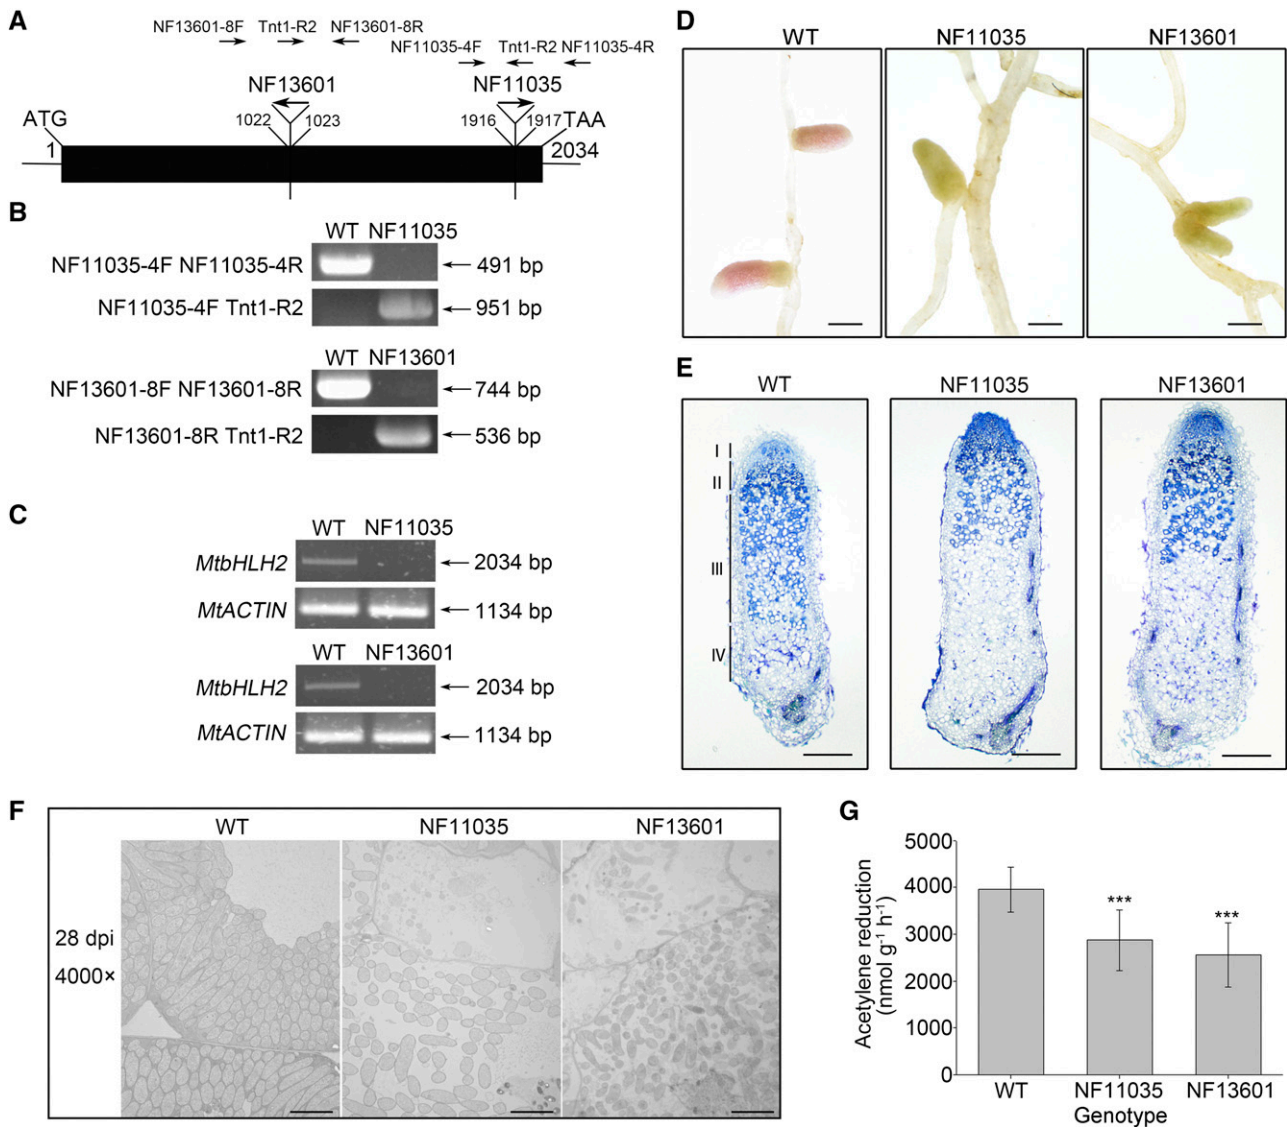 A
NF13601-8F Tnt1-R2 NF13601-8R
NF11035-4F Tnt1-R2 NF11035-4R
NF13601 NF11035
ATG 1022 1023 1916 1917 TAA
1 2034
B
WT NF11035
NF11035-4F NF11035-4R 491 bp
NF11035-4F Tnt1-R2 951 bp
WT NF13601
NF13601-8F NF13601-8R 744 bp
NF13601-8R Tnt1-R2 536 bp
C
WT NF11035
MtbHLH2 2034 bp
MtACTIN 1134 bp
WT NF13601
MtbHLH2 2034 bp
MtACTIN 1134 bp
D
WT NF11035 NF13601
E
WT NF11035 NF13601
I
II
III
IV
F
WT NF11035 NF13601
28 dpi
4000×
G
Acetylene reduction
(nmol g⁻¹ h⁻¹)
5000
4000
3000
2000
1000
0
*** ***
WT NF11035 NF13601
Genotype